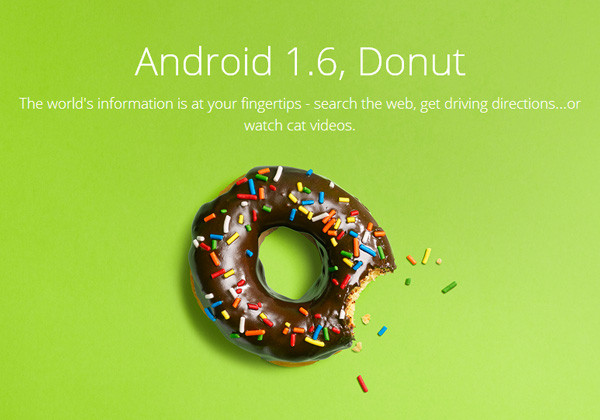 Android 1.6, Donut
The world's information is at your fingertips - search the web, get driving directions...or
watch cat videos.